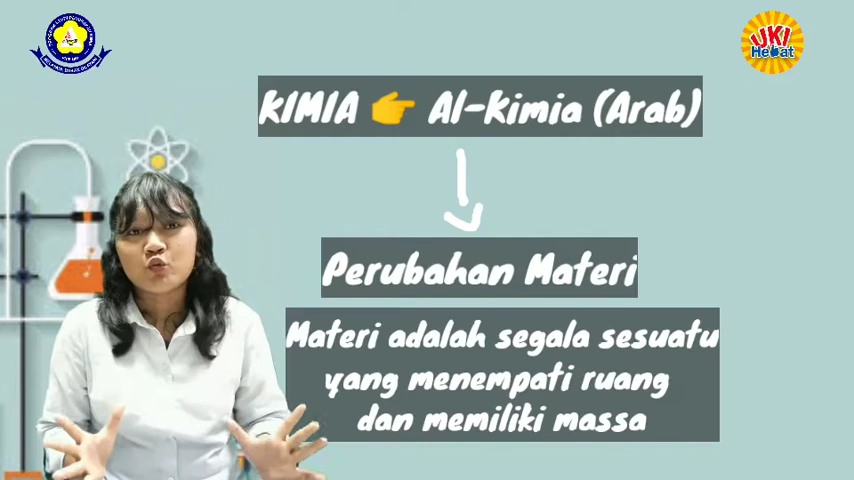 UKI
Hebat
KIMIA 👉 Al-Kimia (Arab)
Perubahan Materi
Materi adalah segala sesuatu
yang menempati ruang
dan memiliki massa